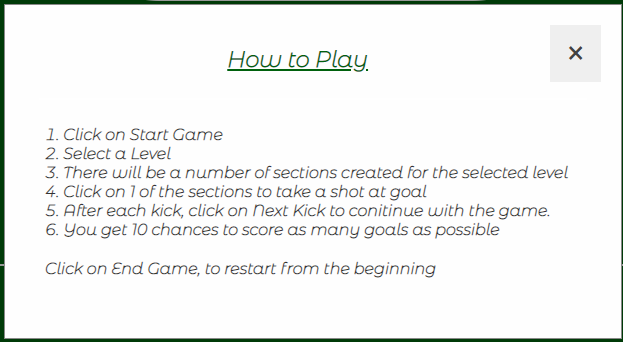 How to Play
×
1. Click on Start Game
2. Select a Level
3. There will be a number of sections created for the selected level
4. Click on 1 of the sections to take a shot at goal
5. After each kick, click on Next Kick to conitinue with the game.
6. You get 10 chances to score as many goals as possible
Click on End Game, to restart from the beginning